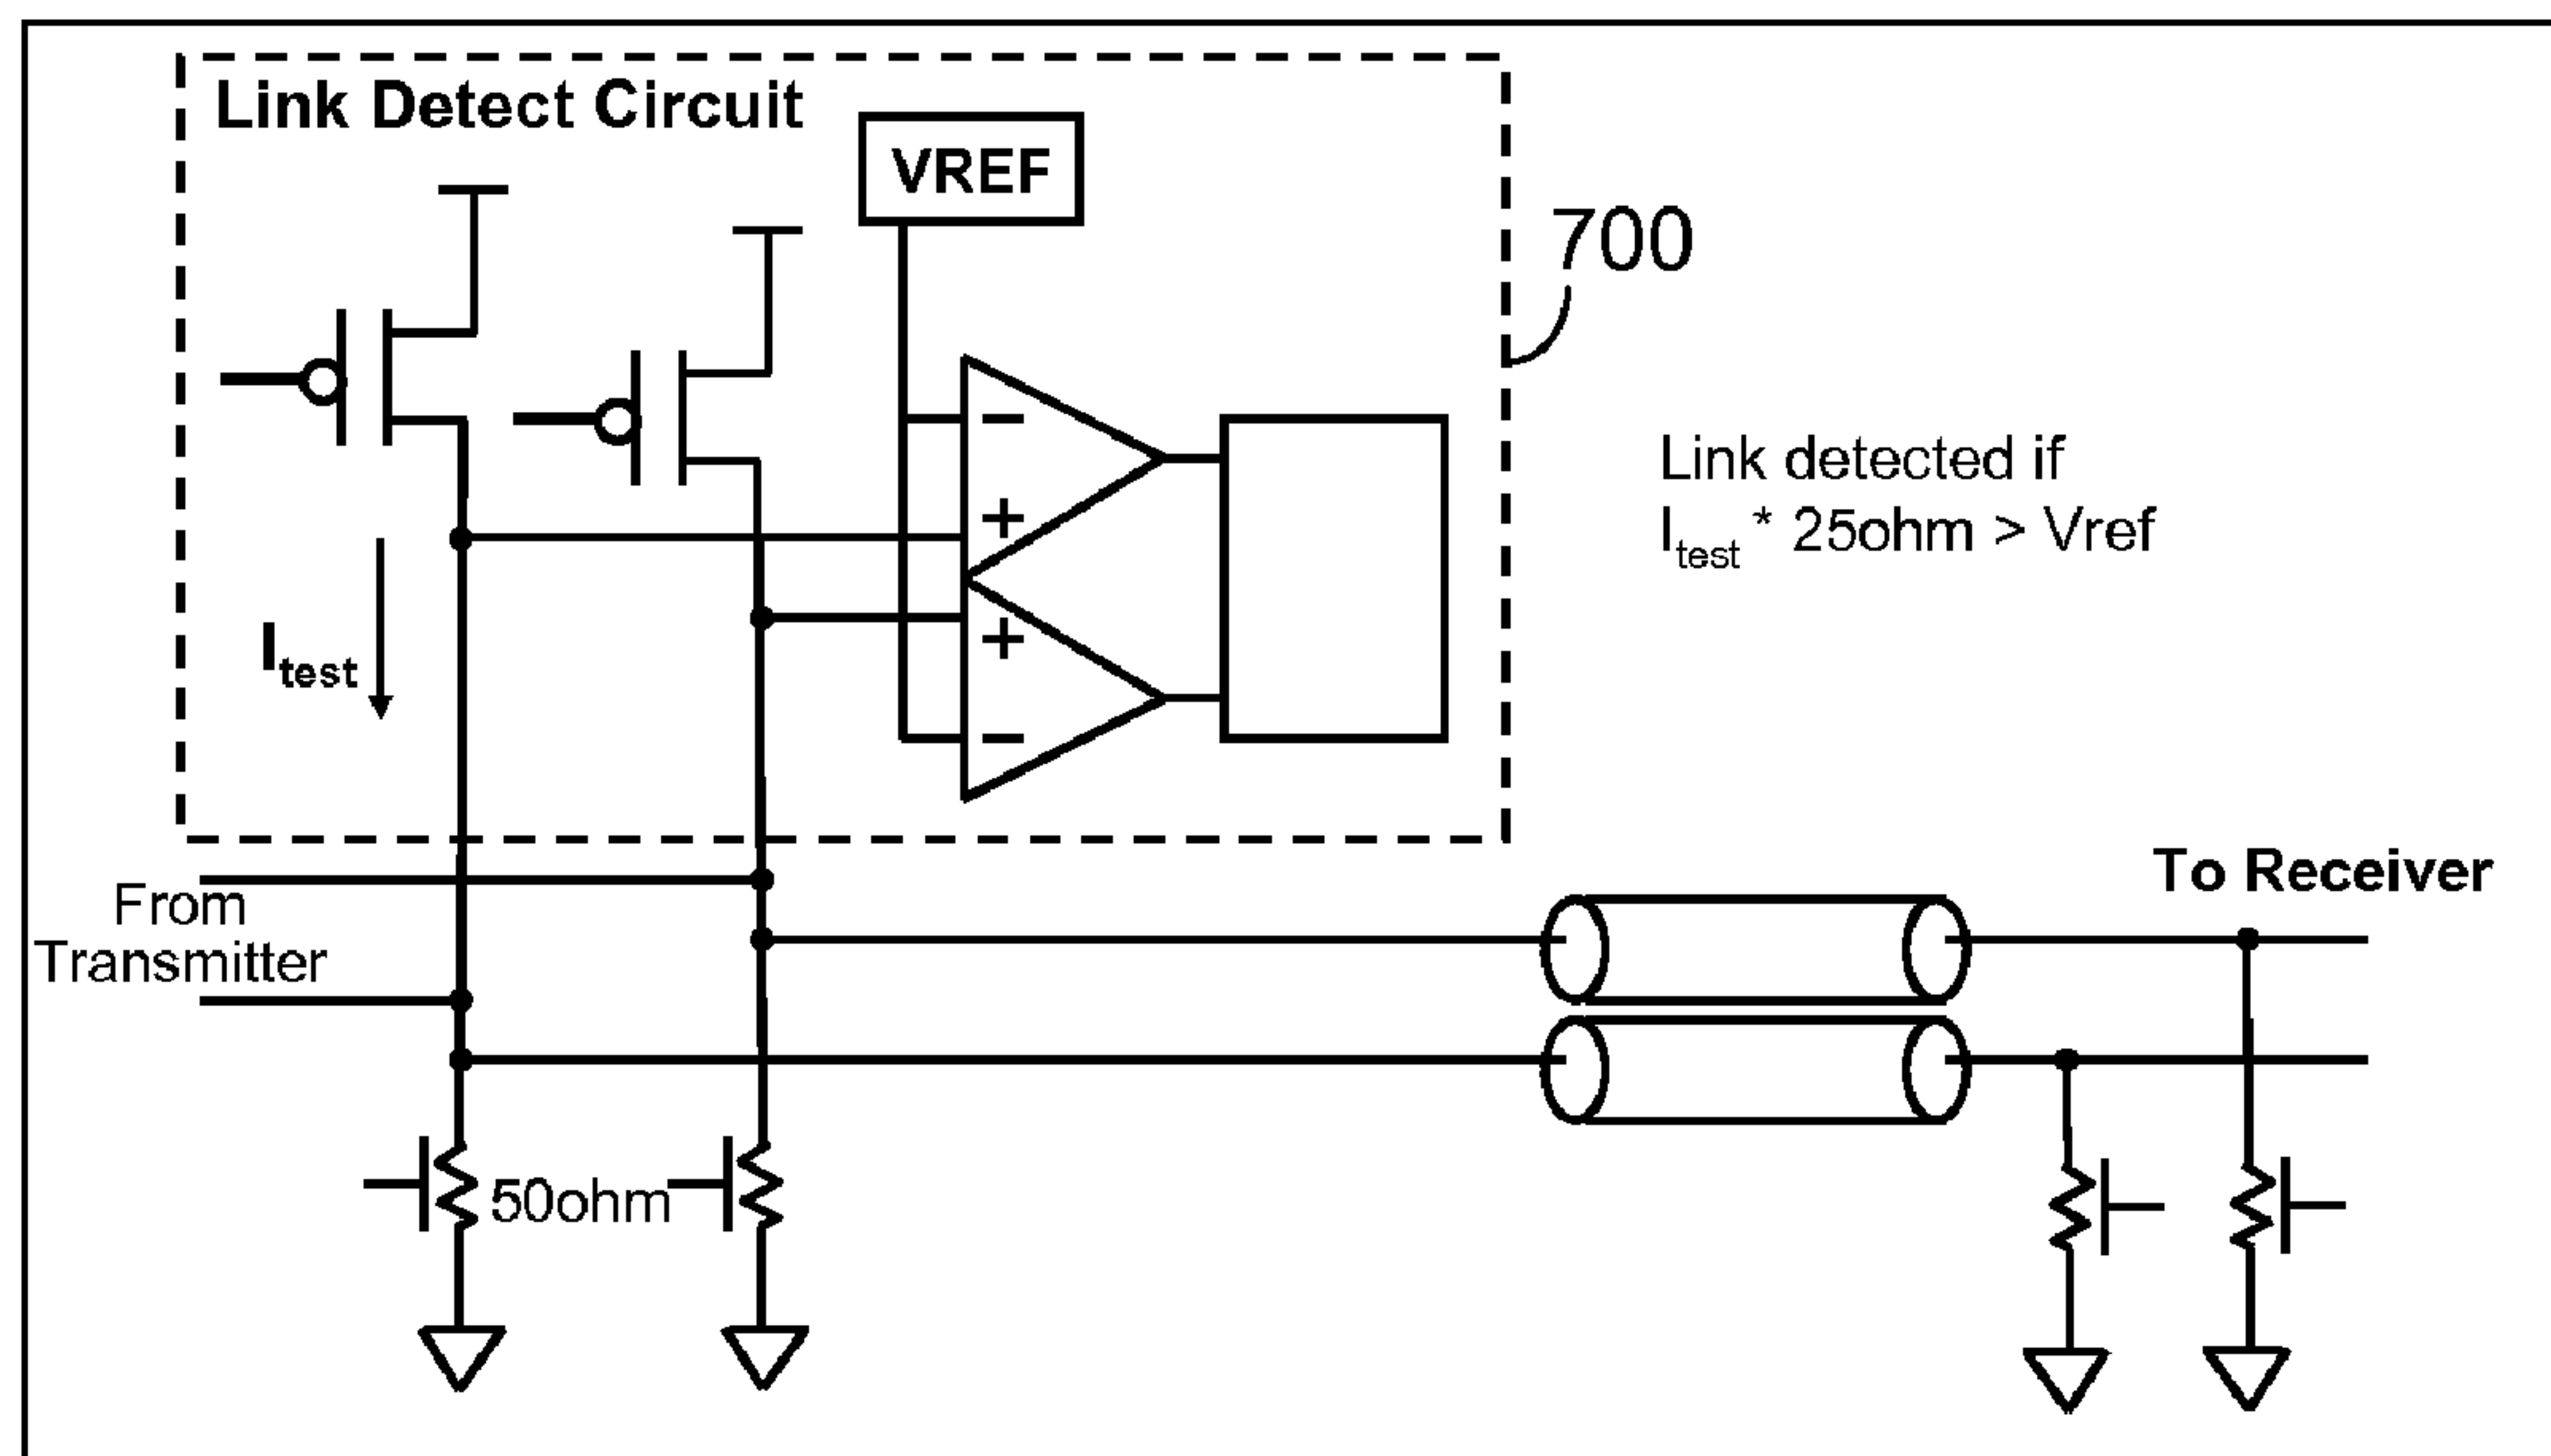 Link Detect Circuit
VREF
700
−
+
+
−
Link detected if
Itest * 25ohm > Vref
Itest
From
Transmitter
To Receiver
50ohm